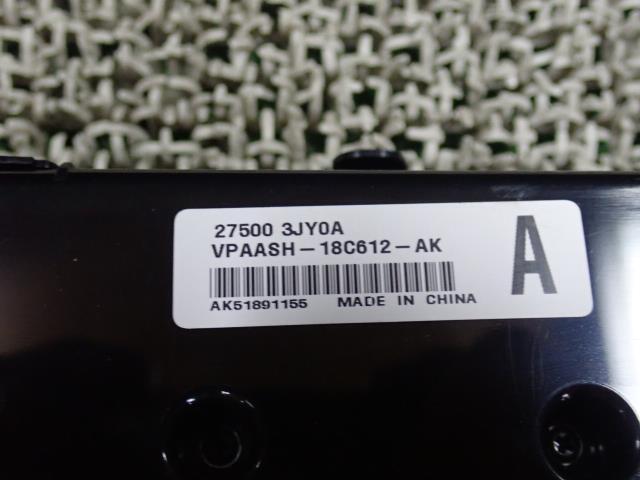 27500 3JY0A
VPAASH-18C612-AK
A
AK51891155 MADE IN CHINA